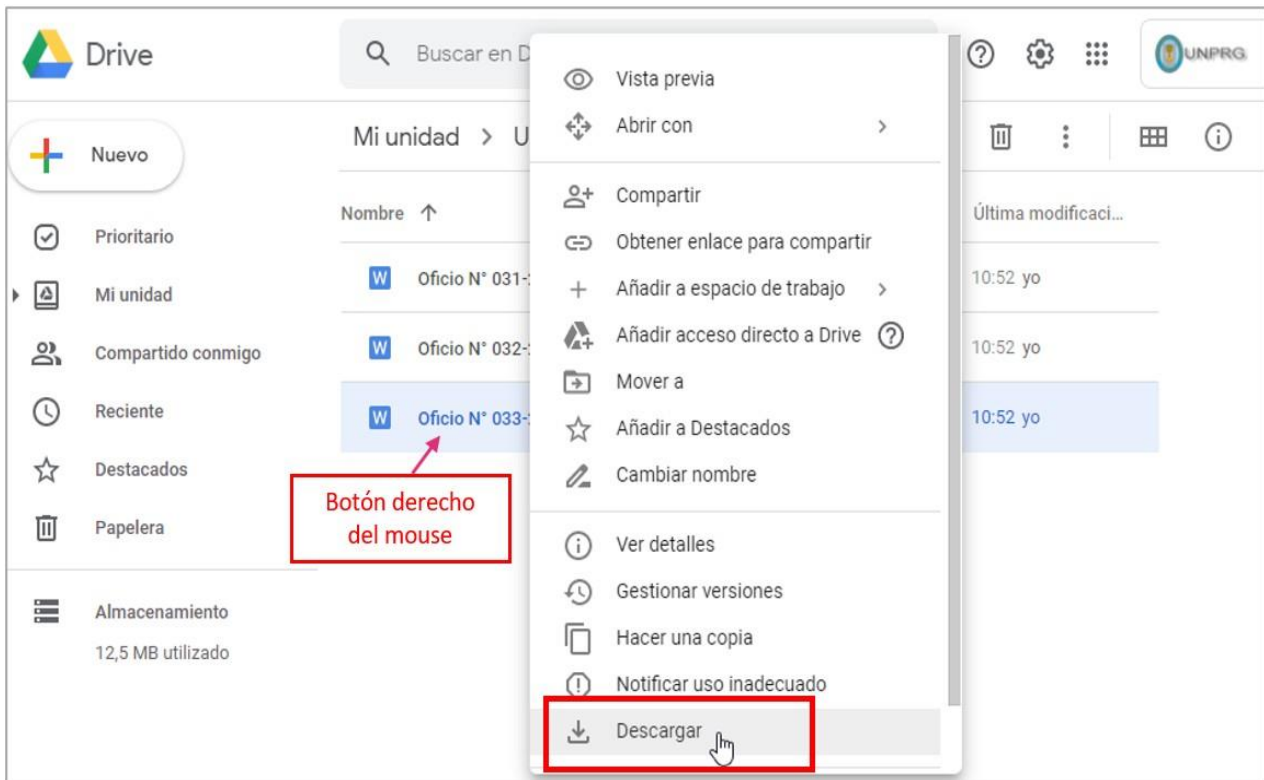 Drive
Buscar en D
UNPRG
Nuevo
Mi unidad > U
Nombre
Última modificaci...
Prioritario
Mi unidad
Compartido conmigo
Reciente
Destacados
Papelera
Almacenamiento
12,5 MB utilizado
W Oficio N° 031-
10:52 yo
W Oficio N° 032-
10:52 yo
W Oficio N° 033-
10:52 yo
Botón derecho
del mouse
Vista previa
Abrir con
Compartir
Obtener enlace para compartir
Añadir a espacio de trabajo
Añadir acceso directo a Drive
Mover a
Añadir a Destacados
Cambiar nombre
Ver detalles
Gestionar versiones
Hacer una copia
Notificar uso inadecuado
Descargar